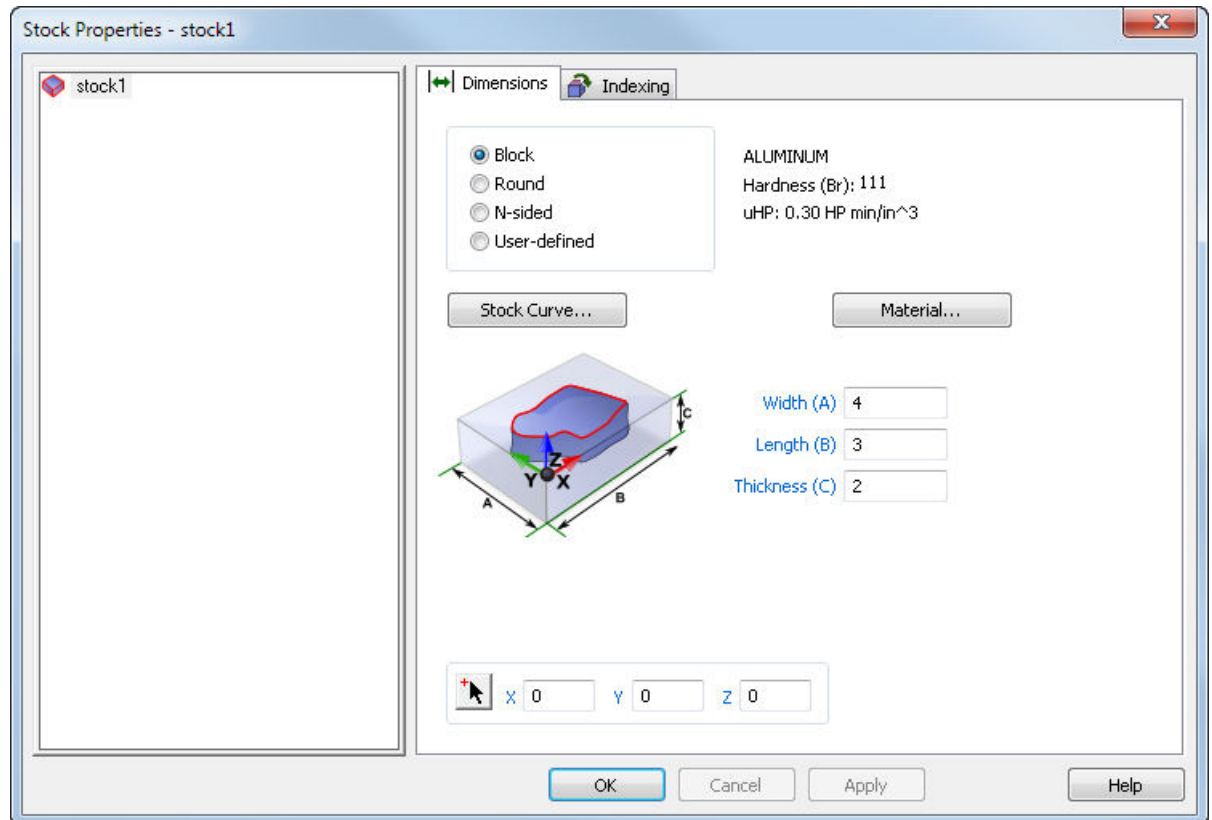 Stock Properties - stock1
stock1
Dimensions Indexing
Block
Round
N-sided
User-defined
ALUMINUM
Hardness (Br): 111
uHP: 0.30 HP min/in^3
Stock Curve... Material...
C
Z
Y X
A B
Width (A) 4
Length (B) 3
Thickness (C) 2
X 0 Y 0 Z 0
OK Cancel Apply Help